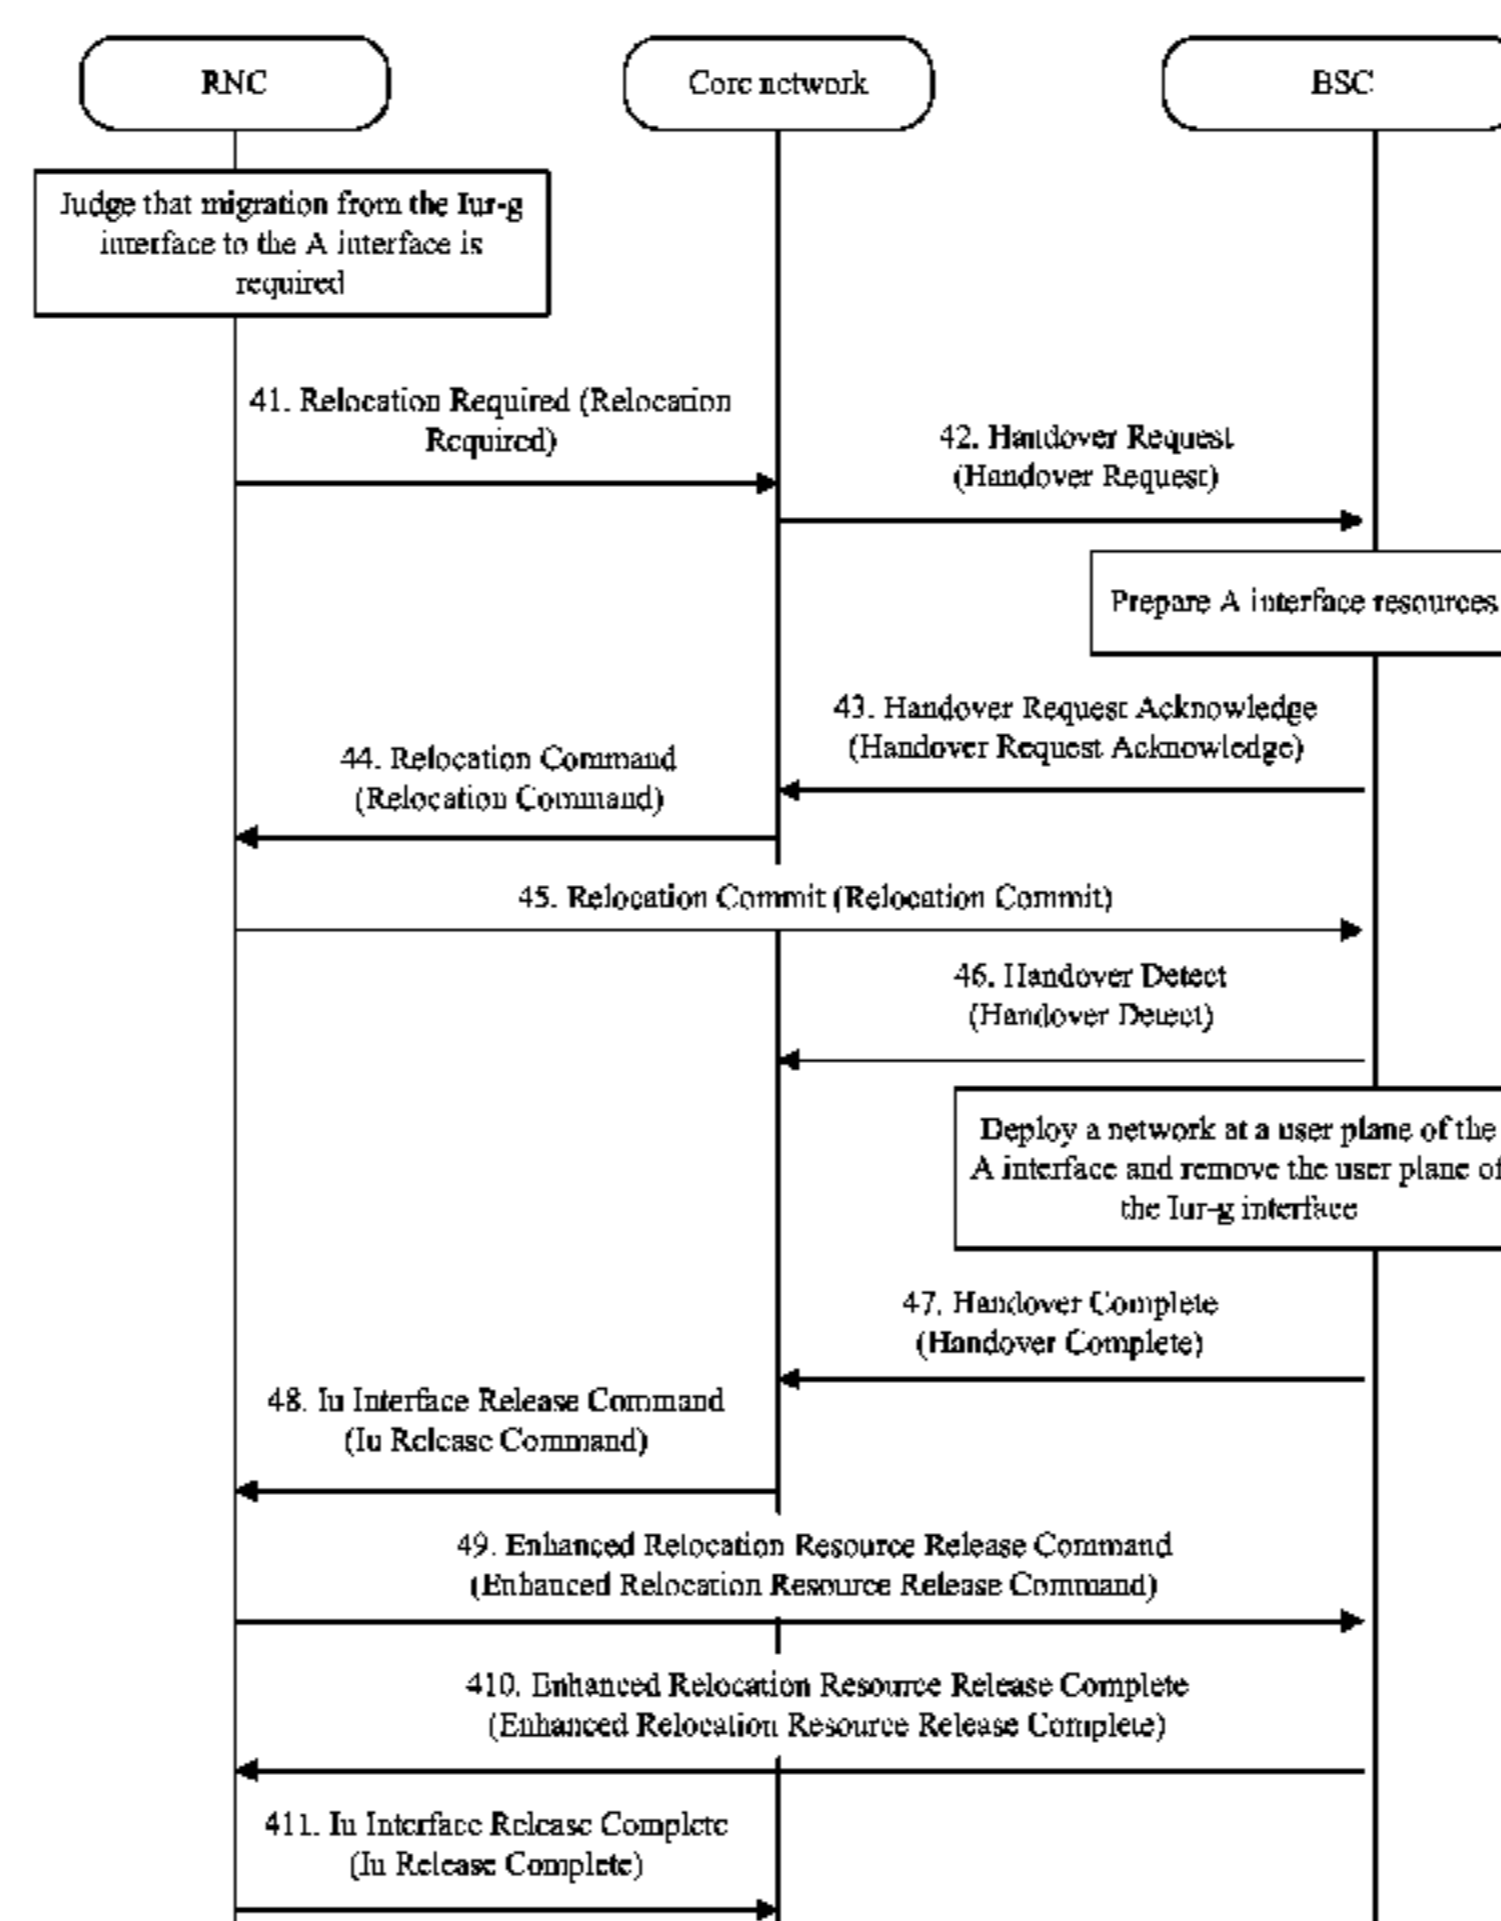 RNC
Core network
BSC
Judge that migration from the Iur-g
interface to the A interface is
required
41. Relocation Required (Relocation
Required)
42. Handover Request
(Handover Request)
Prepare A interface resources
43. Handover Request Acknowledge
(Handover Request Acknowledge)
44. Relocation Command
(Relocation Command)
45. Relocation Commit (Relocation Commit)
46. Handover Detect
(Handover Detect)
Deploy a network at a user plane of the
A interface and remove the user plane of
the Iur-g interface
47. Handover Complete
(Handover Complete)
48. Iu Interface Release Command
(Iu Release Command)
49. Enhanced Relocation Resource Release Command
(Enhanced Relocation Resource Release Command)
410. Enhanced Relocation Resource Release Complete
(Enhanced Relocation Resource Release Complete)
411. Iu Interface Release Complete
(Iu Release Complete)